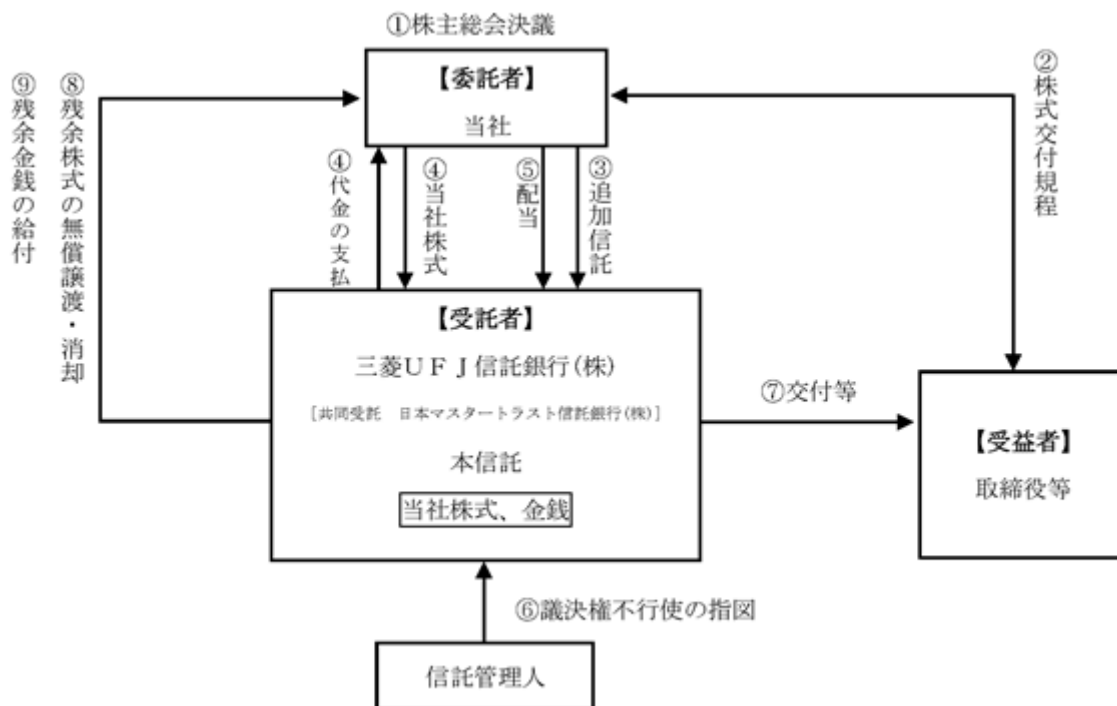 ①株主総会決議
【委託者】
当社
⑨残余金銭の給付
⑧残余株式の無償譲渡・消却
④代金の支払
④当社株式
⑤配当
③追加信託
②株式交付規程
【受託者】
三菱UFJ信託銀行(株)
[共同受託　日本マスタートラスト信託銀行(株)]
本信託
当社株式、金銭
⑦交付等
【受益者】
取締役等
⑥議決権不行使の指図
信託管理人